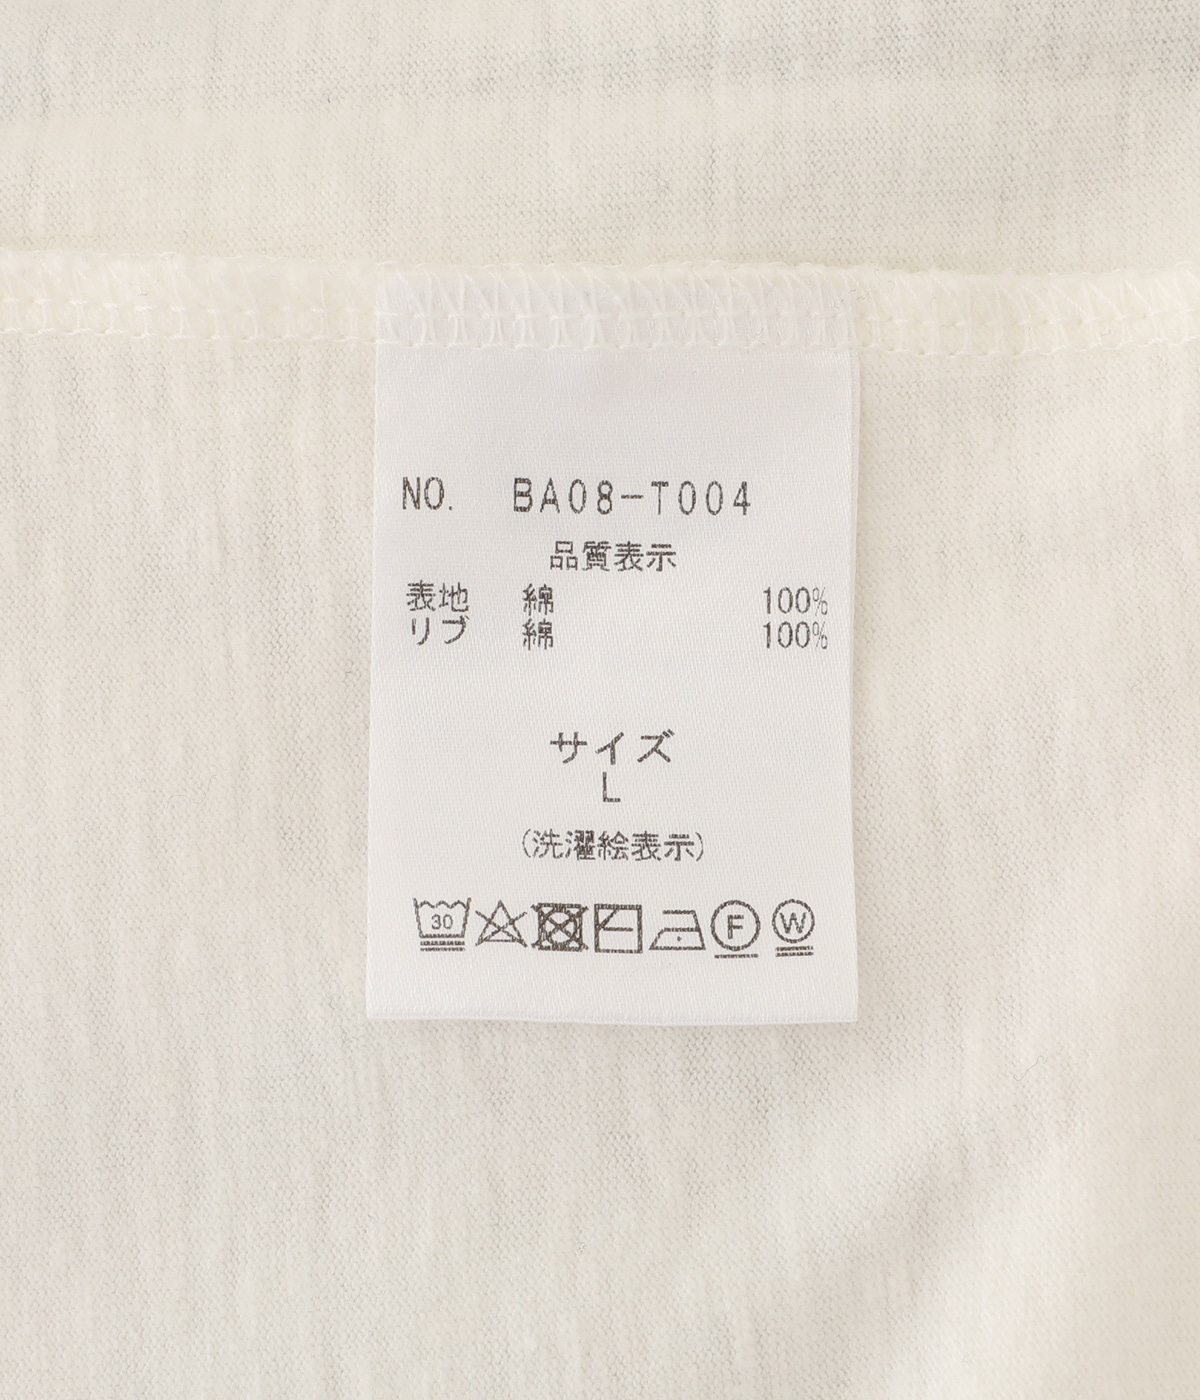 NO. BA08-T004
品質表示
表地 綿 100%
リブ 綿 100%
サイズ
L
(洗濯絵表示)
30 F W